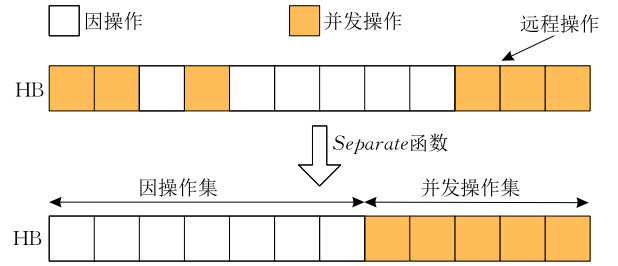 因操作 并发操作
远程操作
HB
Separate函数
因操作集 并发操作集
HB